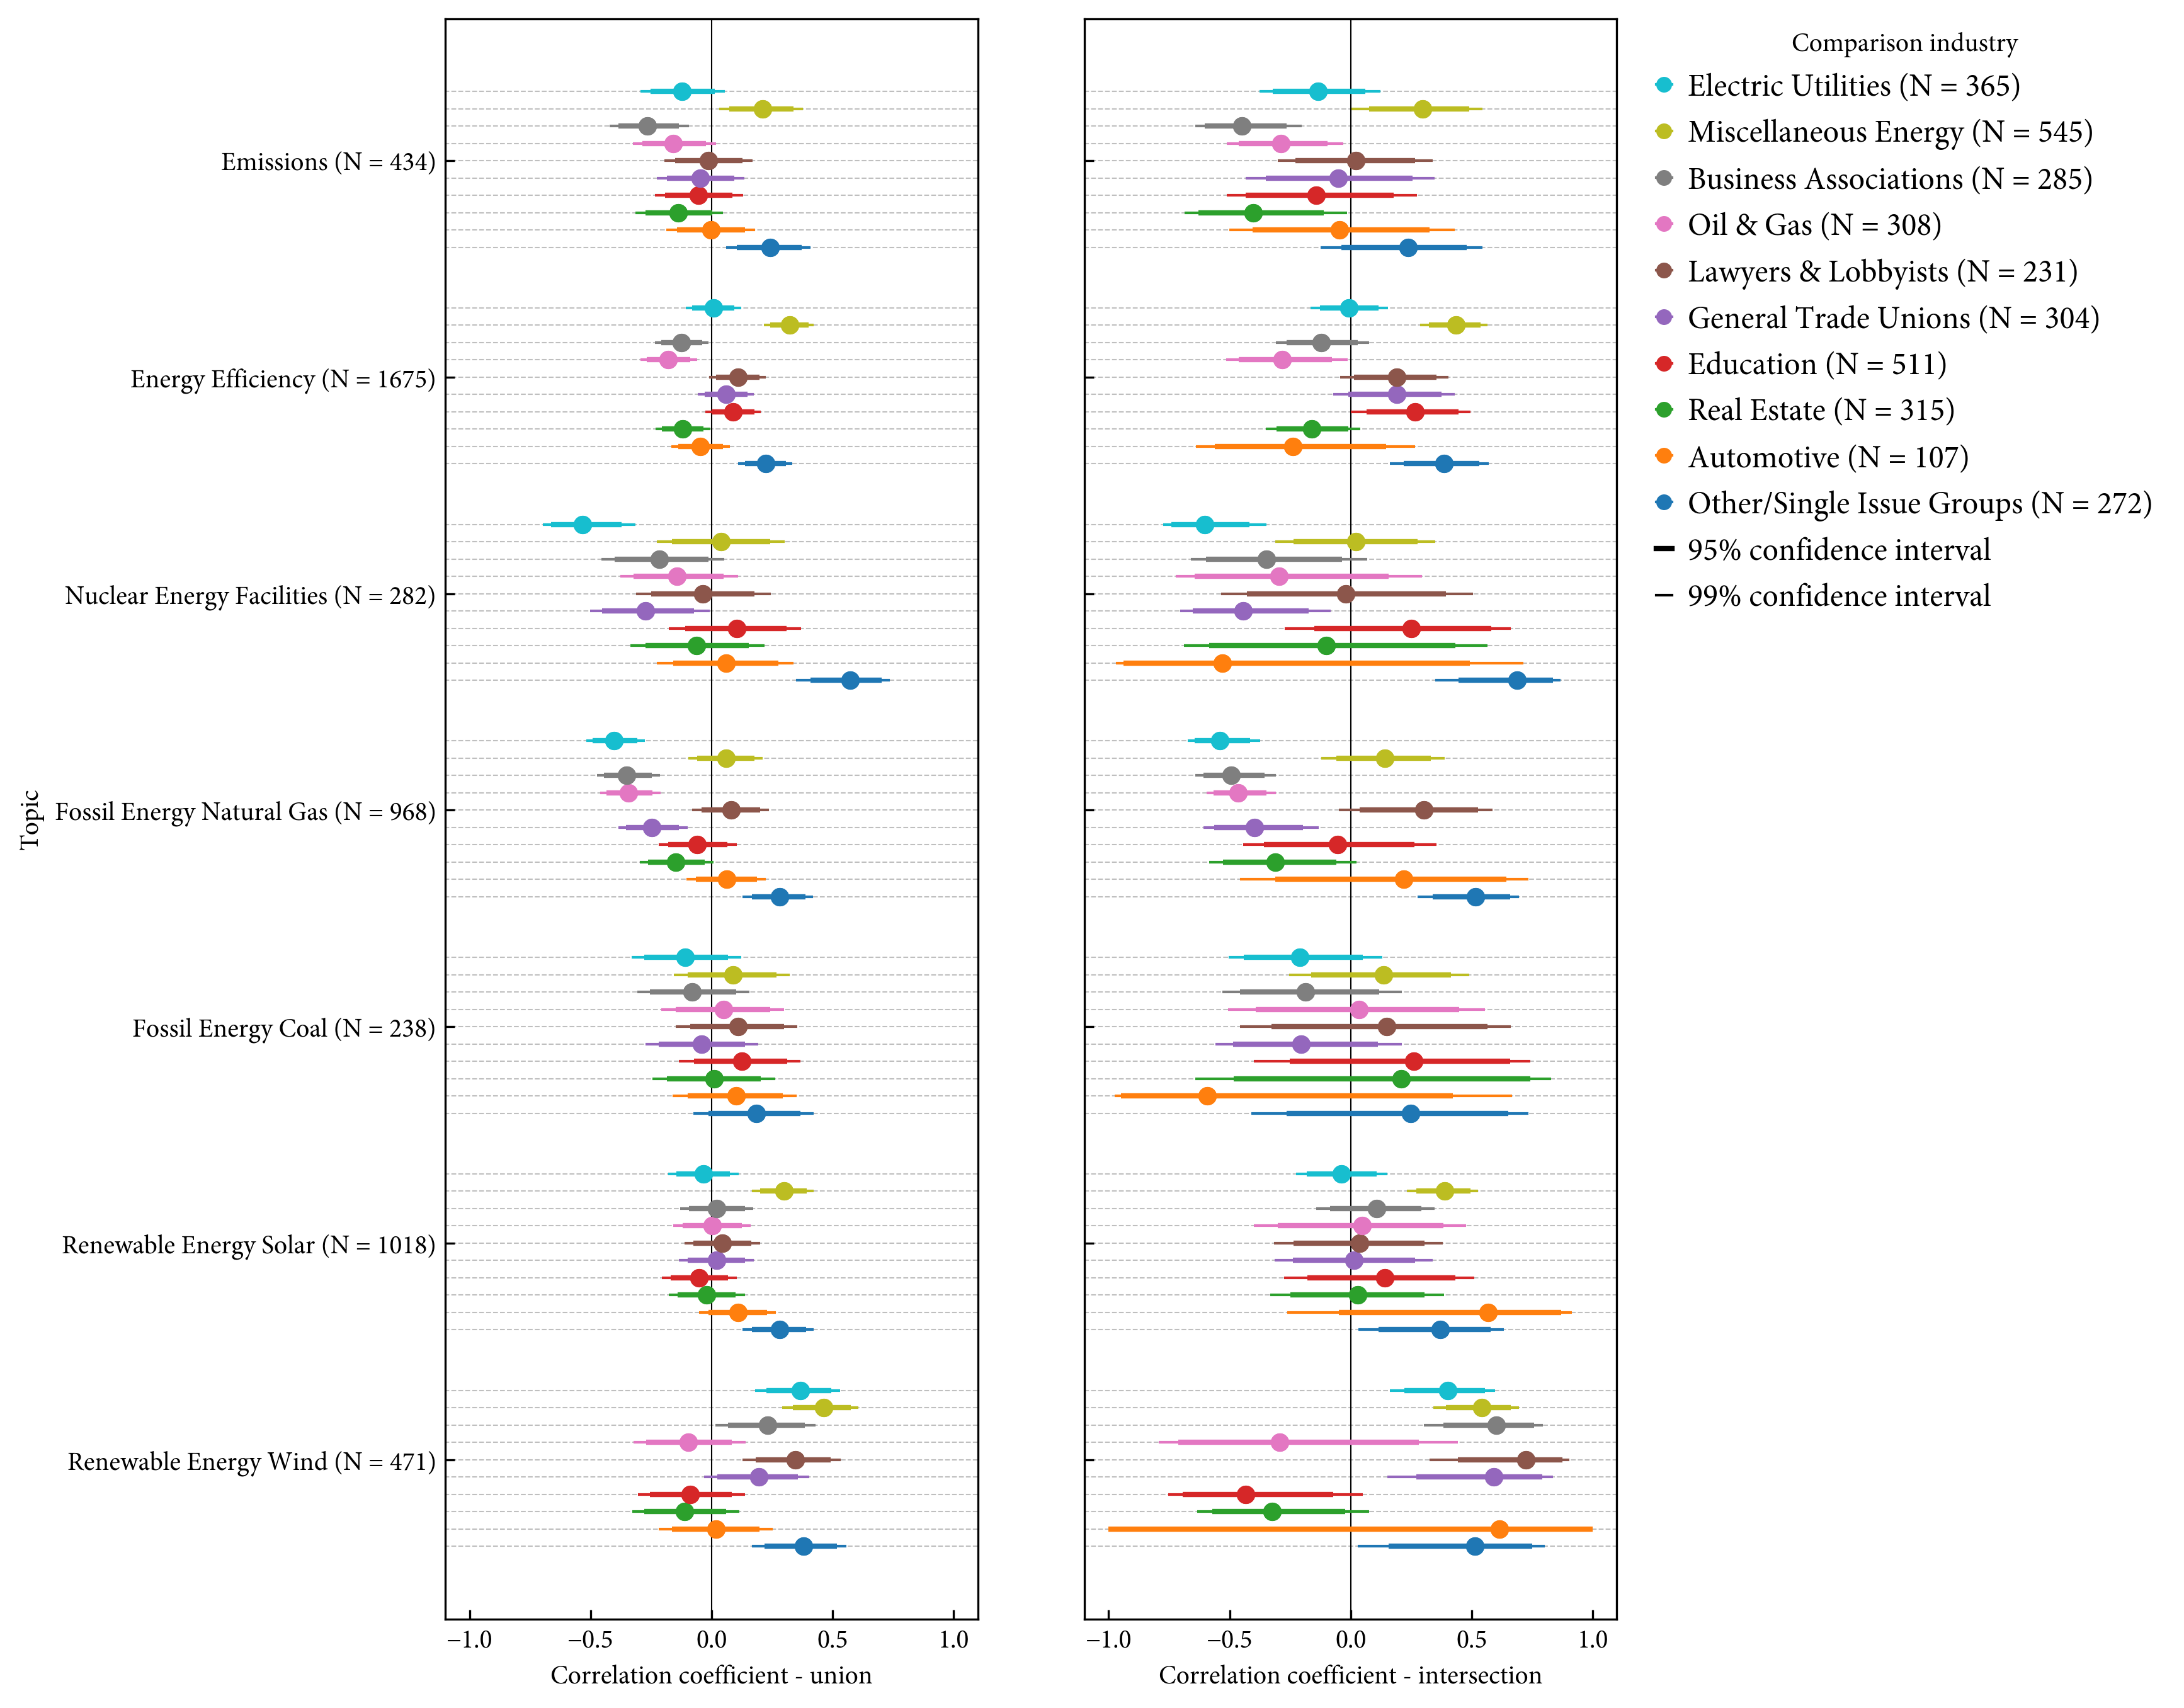 Comparison industry
Electric Utilities (N = 365)
Miscellaneous Energy (N = 545)
Business Associations (N = 285)
Oil & Gas (N = 308)
Lawyers & Lobbyists (N = 231)
General Trade Unions (N = 304)
Education (N = 511)
Real Estate (N = 315)
Automotive (N = 107)
Other/Single Issue Groups (N = 272)
95% confidence interval
99% confidence interval
Topic
Emissions (N = 434)
Energy Efficiency (N = 1675)
Nuclear Energy Facilities (N = 282)
Fossil Energy Natural Gas (N = 968)
Fossil Energy Coal (N = 238)
Renewable Energy Solar (N = 1018)
Renewable Energy Wind (N = 471)
−1.0 −0.5 0.0 0.5 1.0
Correlation coefficient - union
−1.0 −0.5 0.0 0.5 1.0
Correlation coefficient - intersection